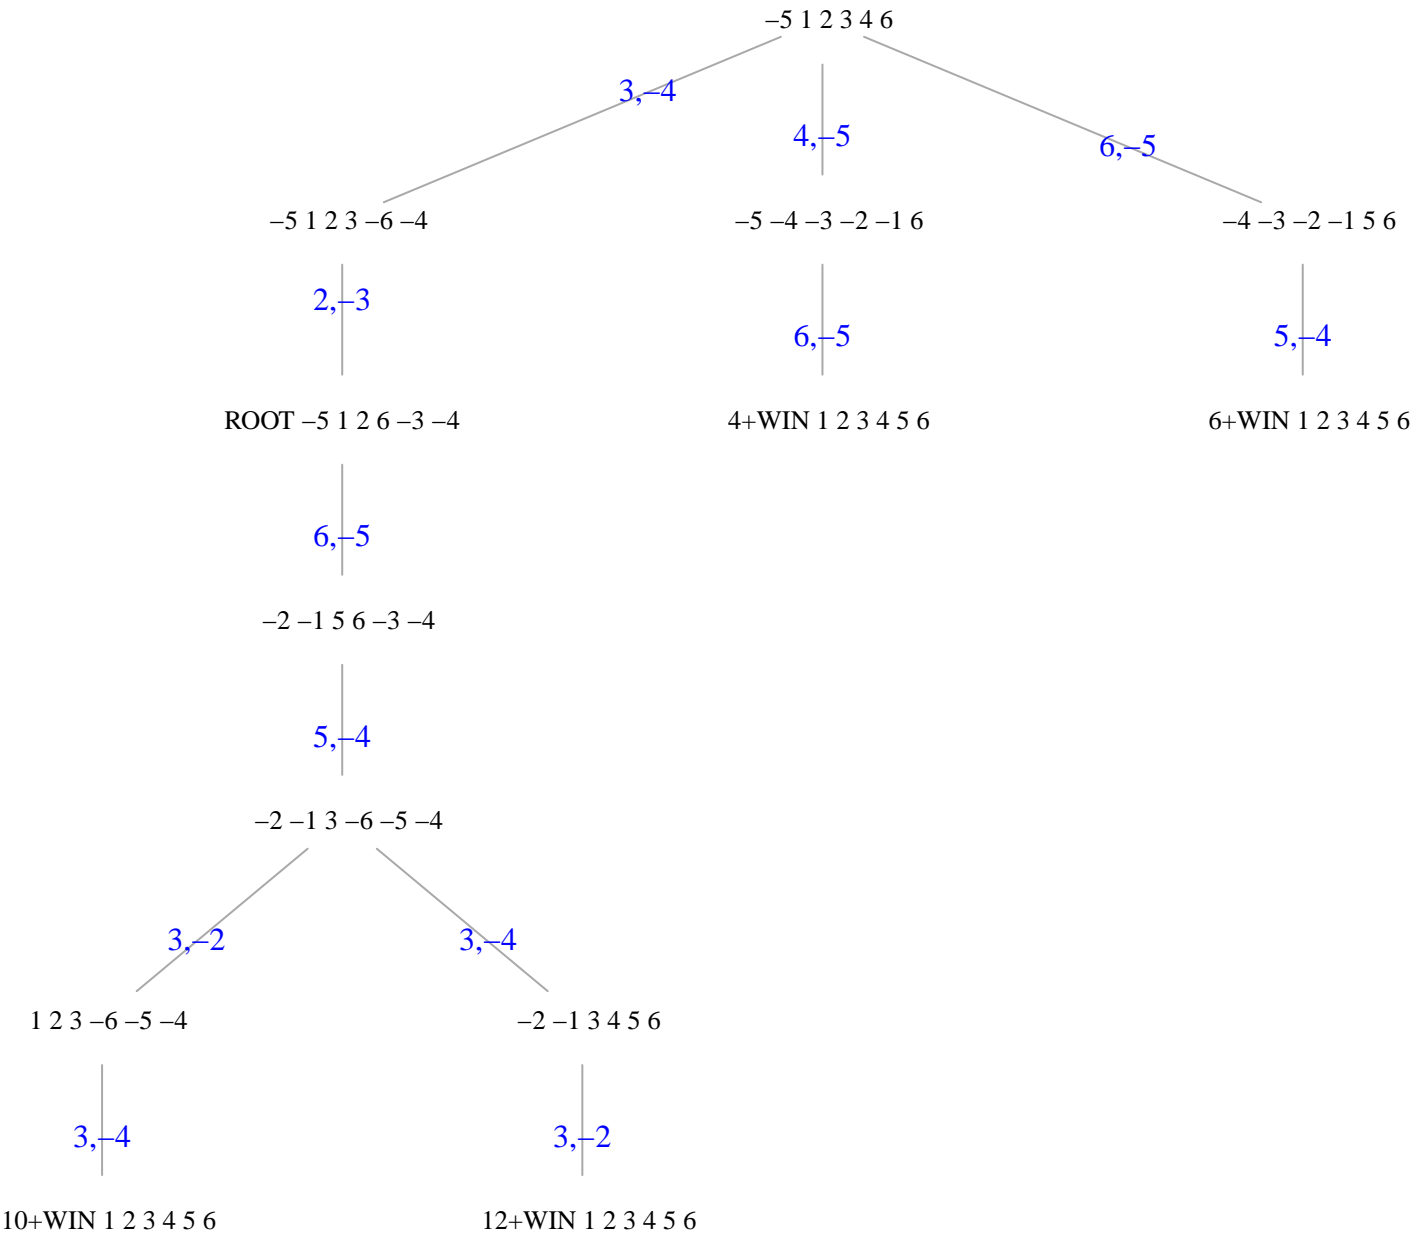 –5 1 2 3 4 6
3,–4
4,–5
6,–5
–5 1 2 3 –6 –4
–5 –4 –3 –2 –1 6
–4 –3 –2 –1 5 6
2,–3
6,–5
5,–4
ROOT –5 1 2 6 –3 –4
4+WIN 1 2 3 4 5 6
6+WIN 1 2 3 4 5 6
6,–5
–2 –1 5 6 –3 –4
5,–4
–2 –1 3 –6 –5 –4
3,–2
3,–4
1 2 3 –6 –5 –4
–2 –1 3 4 5 6
3,–4
3,–2
10+WIN 1 2 3 4 5 6
12+WIN 1 2 3 4 5 6